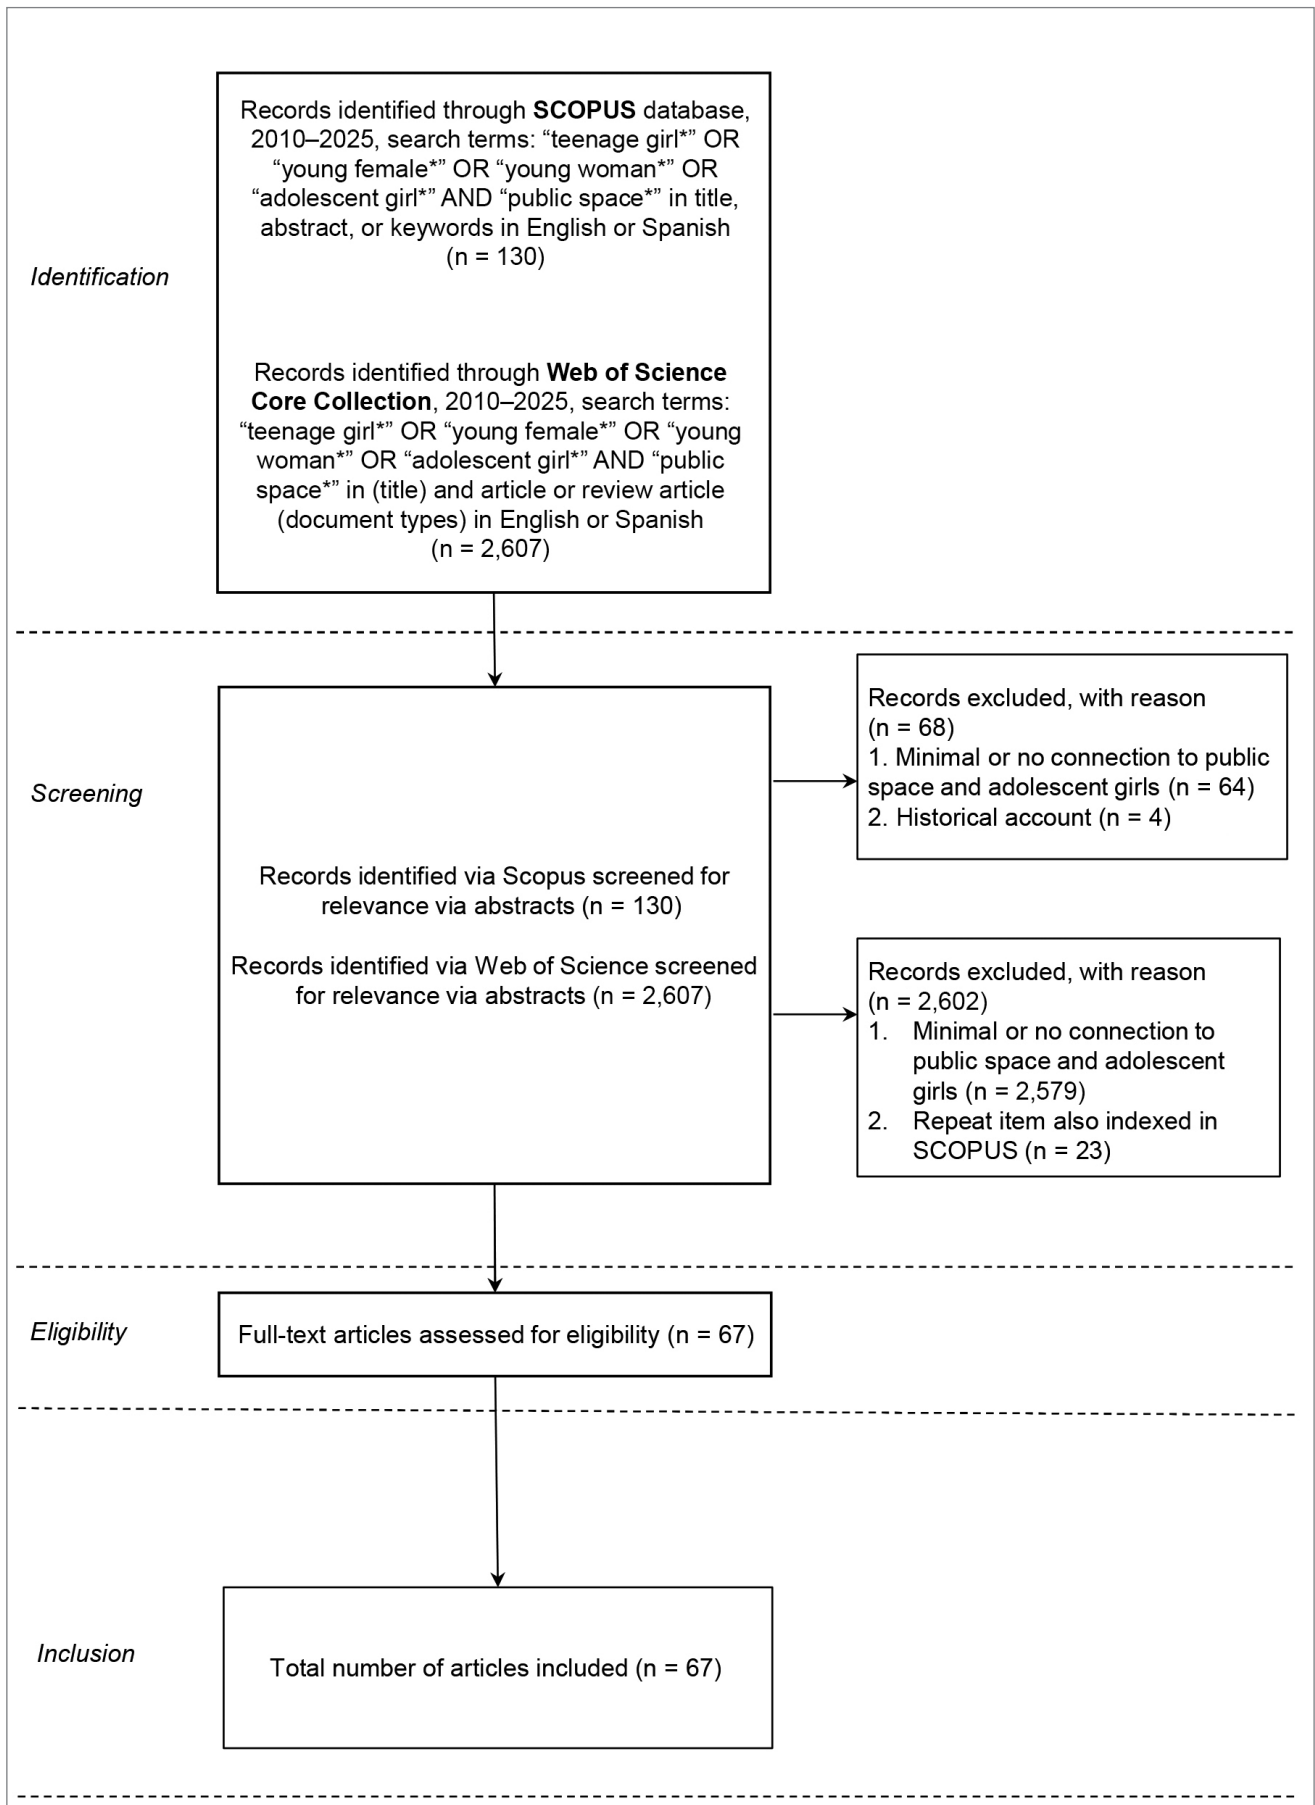 Records identified through SCOPUS database,
2010–2025, search terms: “teenage girl*” OR
“young female*” OR “young woman*” OR
“adolescent girl*” AND “public space*” in title,
abstract, or keywords in English or Spanish
(n = 130)
Identification
Records identified through Web of Science
Core Collection, 2010–2025, search terms:
“teenage girl*” OR “young female*” OR “young
woman*” OR “adolescent girl*” AND “public
space*” in (title) and article or review article
(document types) in English or Spanish
(n = 2,607)
Screening
Records identified via Scopus screened for
relevance via abstracts (n = 130)
Records identified via Web of Science screened
for relevance via abstracts (n = 2,607)
Records excluded, with reason
(n = 68)
1. Minimal or no connection to public
space and adolescent girls (n = 64)
2. Historical account (n = 4)
Records excluded, with reason
(n = 2,602)
1. Minimal or no connection to
public space and adolescent
girls (n = 2,579)
2. Repeat item also indexed in
SCOPUS (n = 23)
Eligibility
Full-text articles assessed for eligibility (n = 67)
Inclusion
Total number of articles included (n = 67)